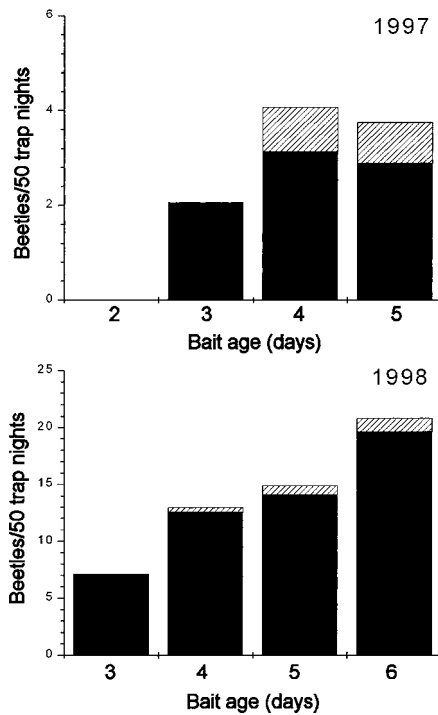 1997
Beetles/50 trap nights
6
4
2
0
2 3 4 5
Bait age (days)
1998
Beetles/50 trap nights
25
20
15
10
5
0
3 4 5 6
Bait age (days)